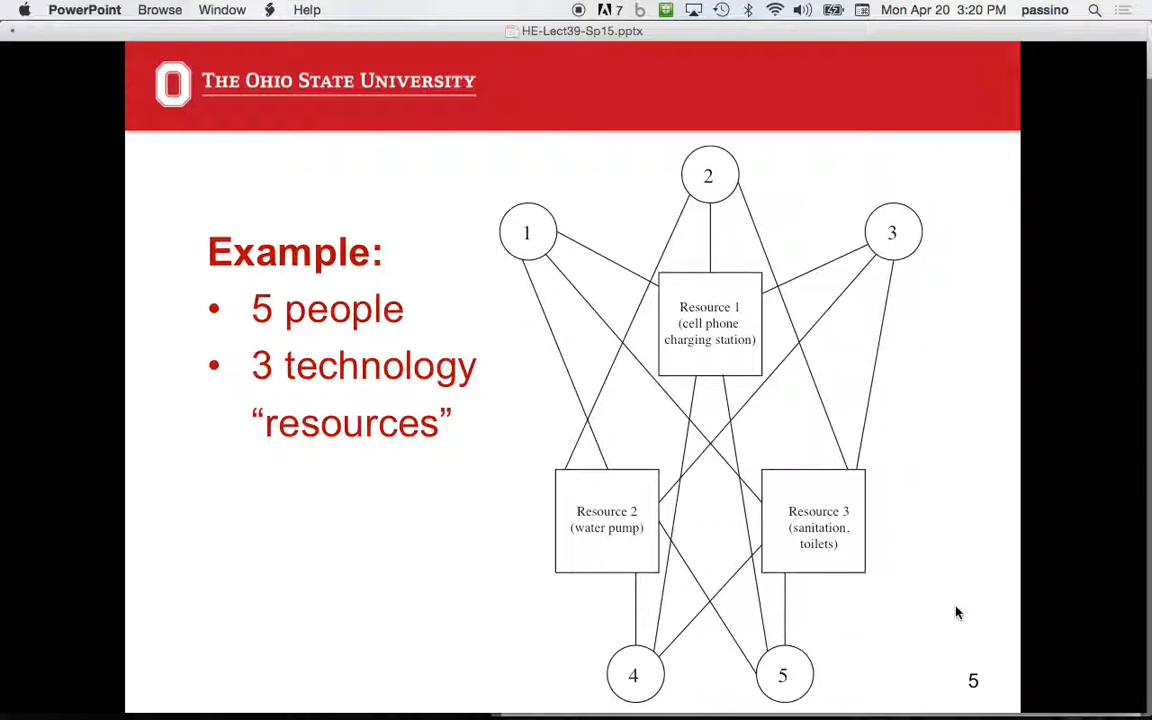 PowerPoint Browse Window Help 7 Mon Apr 20 3:20 PM passino
HE-Lect39-Sp15.pptx
THE OHIO STATE UNIVERSITY
Example:
• 5 people
• 3 technology
“resources”
2
1
3
Resource 1
(cell phone
charging station)
Resource 2
(water pump)
Resource 3
(sanitation,
toilets)
4
5
5